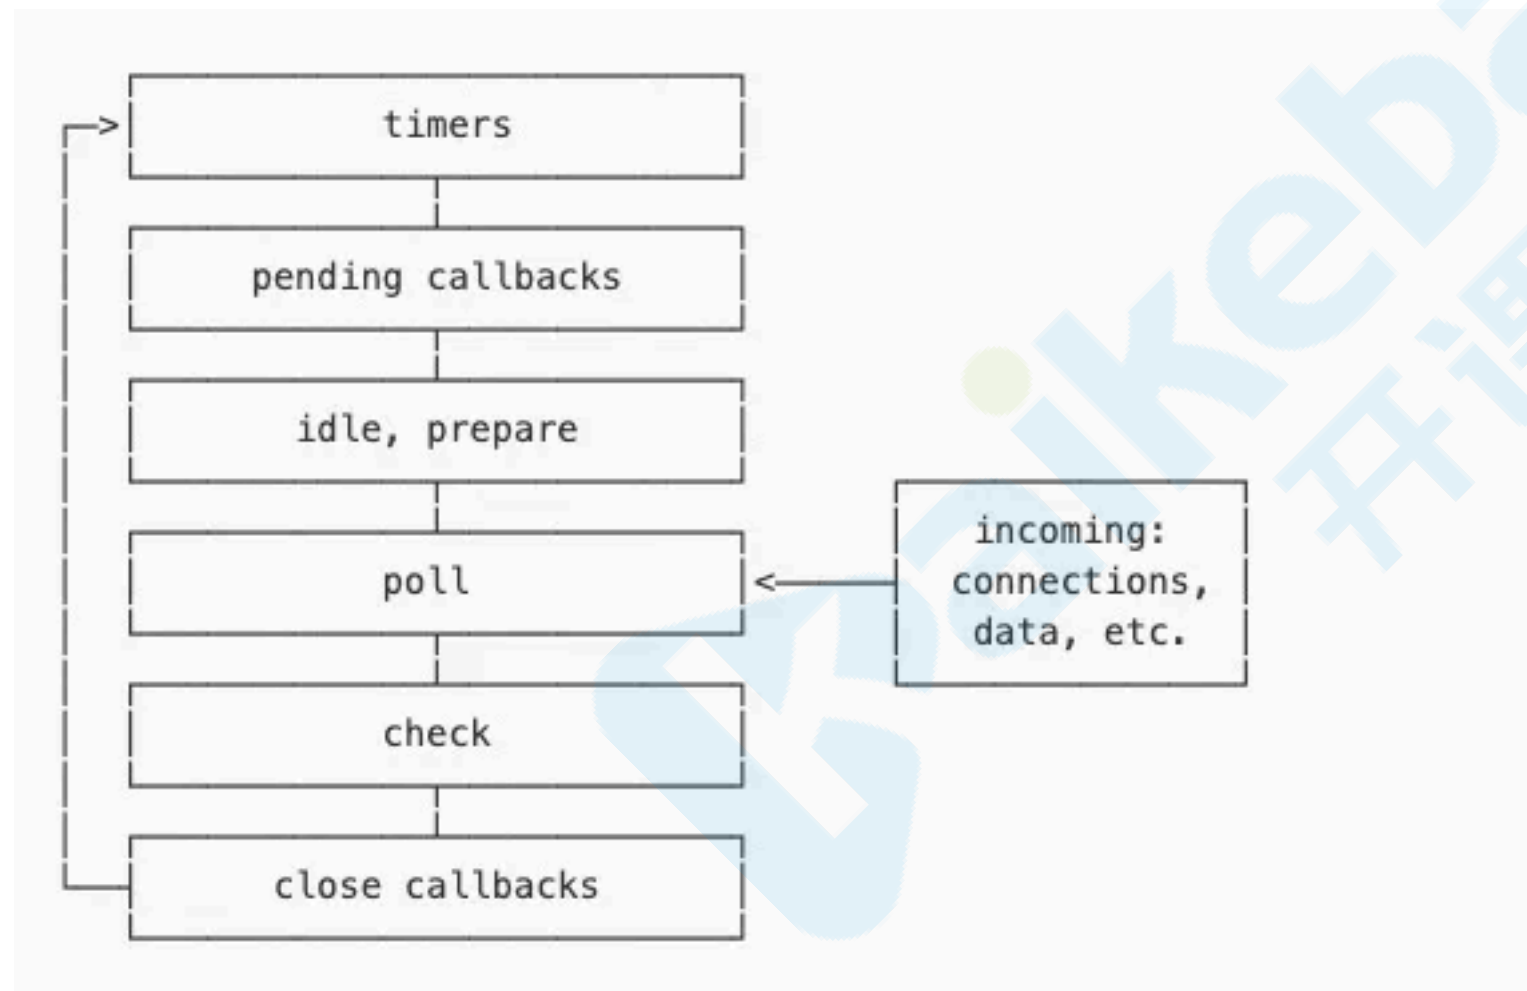 timers
pending callbacks
idle, prepare
poll
incoming:
connections,
data, etc.
check
close callbacks